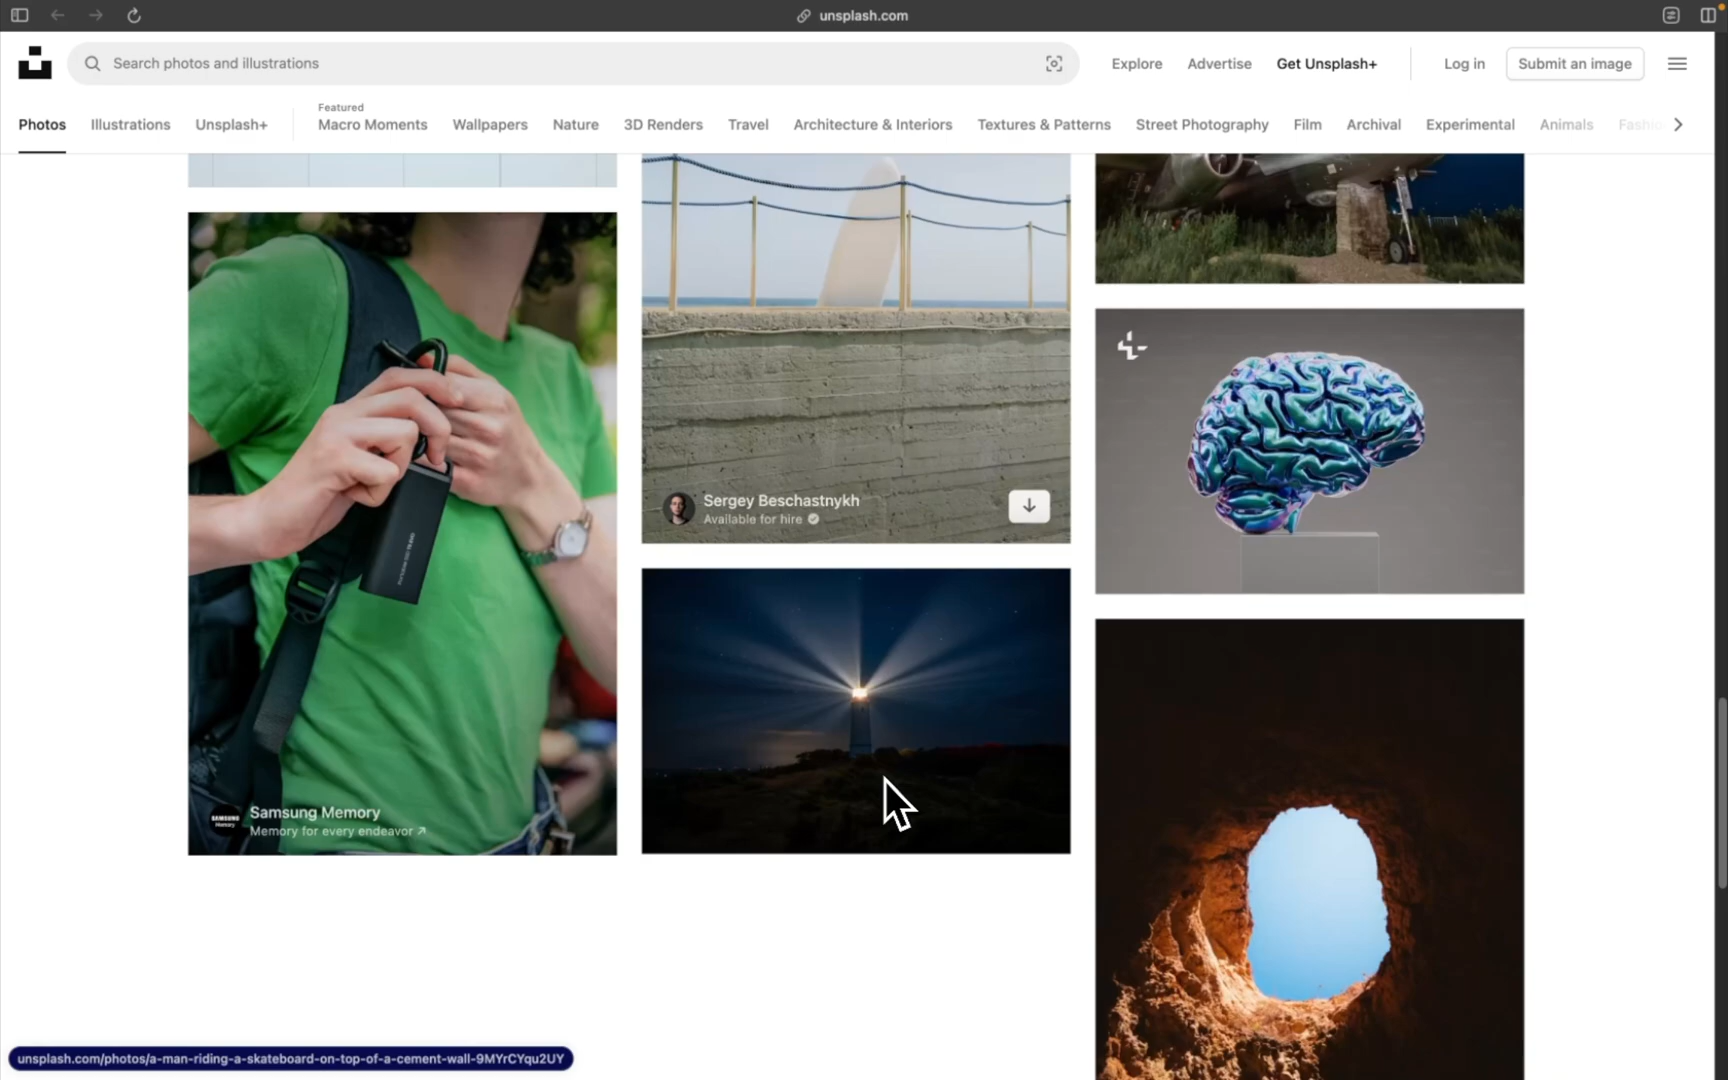 unsplash.com
Search photos and illustrations
Explore
Advertise
Get Unsplash+
Log in
Submit an image
Photos
Illustrations
Unsplash+
Featured
Macro Moments
Wallpapers
Nature
3D Renders
Travel
Architecture & Interiors
Textures & Patterns
Street Photography
Film
Archival
Experimental
Animals
Sergey Beschastnykh
Available for hire
SAMSUNG
Memory
Samsung Memory
Memory for every endeavor
unsplash.com/photos/a-man-riding-a-skateboard-on-top-of-a-cement-wall-9MYrCYqu2UY